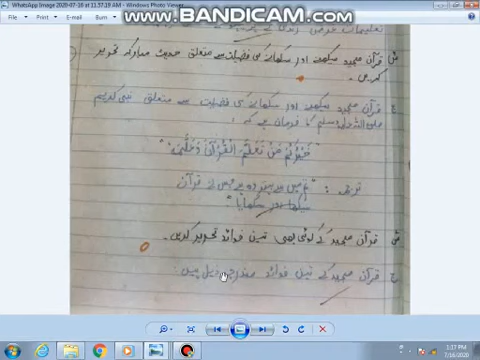 WhatsApp Image 2020-07-16 at 11.57.19 AM - Windows Photo Viewer
www.BANDICAM.com
File Print E-mail Burn Open
س قرآن مجید سیکھنے اور سکھانے کی فضیلت سے متعلق حدیث مبارکہ تحریر
کریں۔
ج قرآن مجید سیکھنے اور سکھانے کی فضیلت سے متعلق نبی کریم
صلی اللہ علیہ وسلم کا فرمان ہے کہ :
"خَيْرُكُمْ مَنْ تَعَلَّمَ الْقُرْآنَ وَعَلَّمَهُ"
ترجمہ : "تم میں سے بہتر وہ ہے جس نے قرآن
سیکھا اور سکھایا"
س قرآن مجید کے کوئی بھی تین فوائد تحریر کریں۔
ج قرآن مجید کے تین فوائد مندرجہ ذیل ہیں:
1:17 PM
7/16/2020